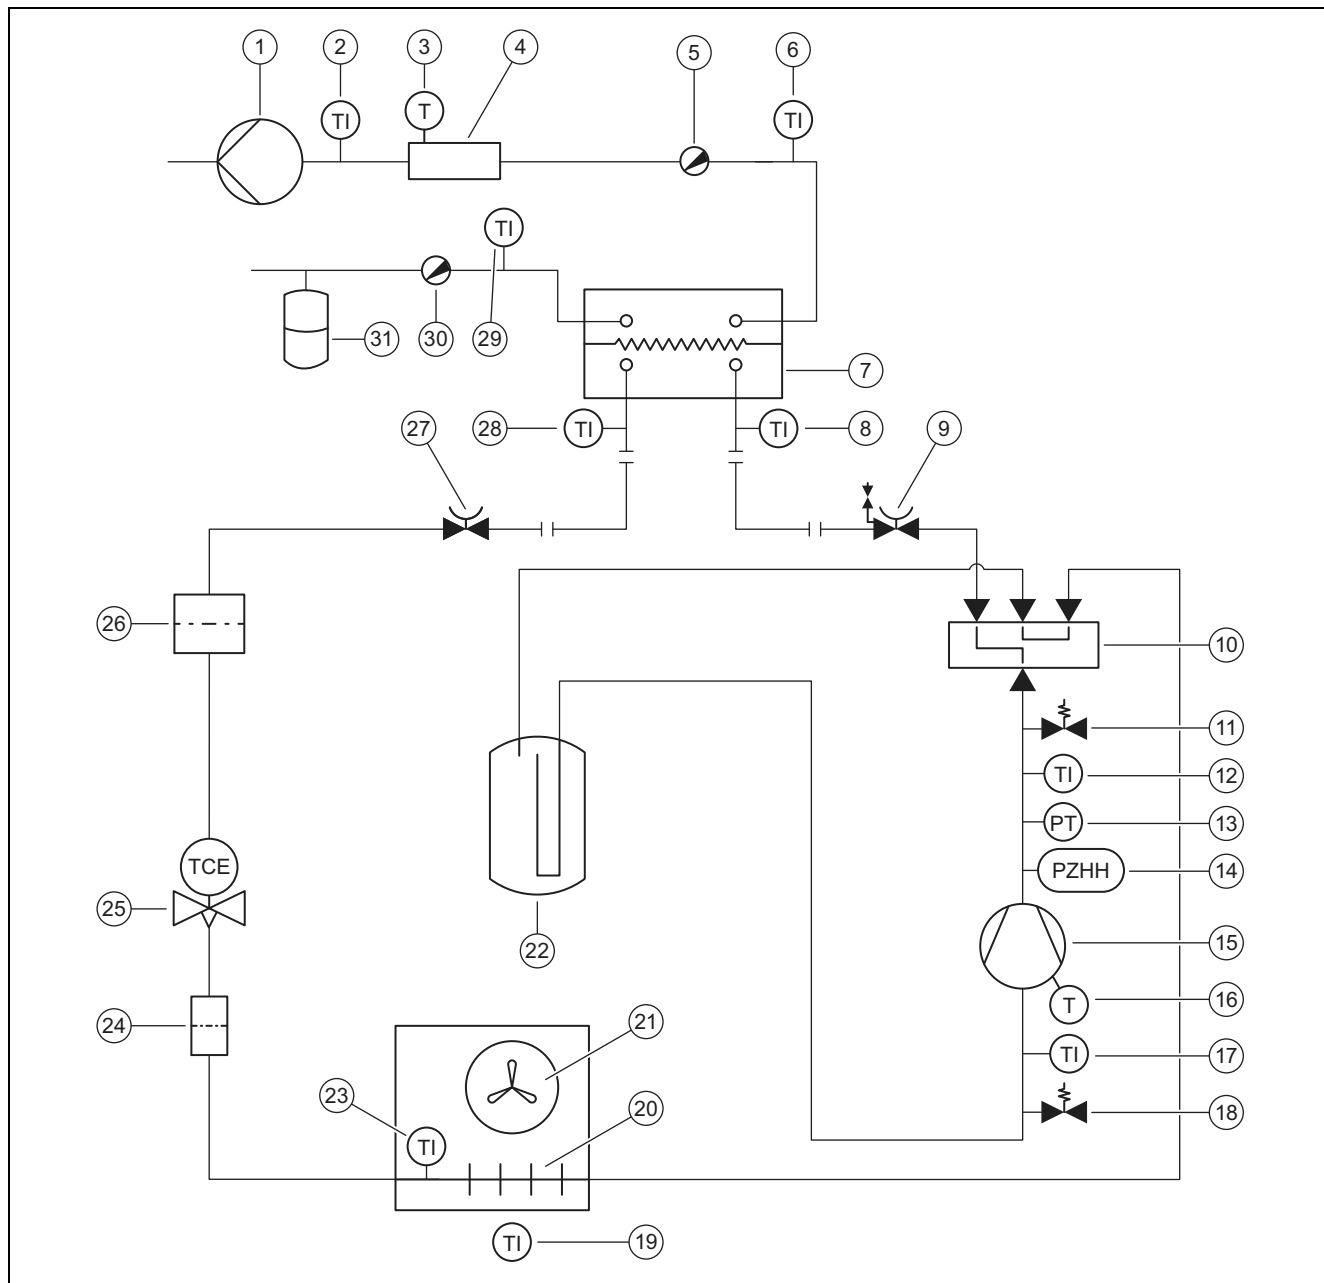 1 2 3 4 5 6
TI T TI
TI
31 30 29 7
27 28 TI TI 8 9
26 10
11
TI 12
PT 13
TCE PZHH 14
25 22 15
T 16
24 21 TI 17
23 20 18
TI
TI 19